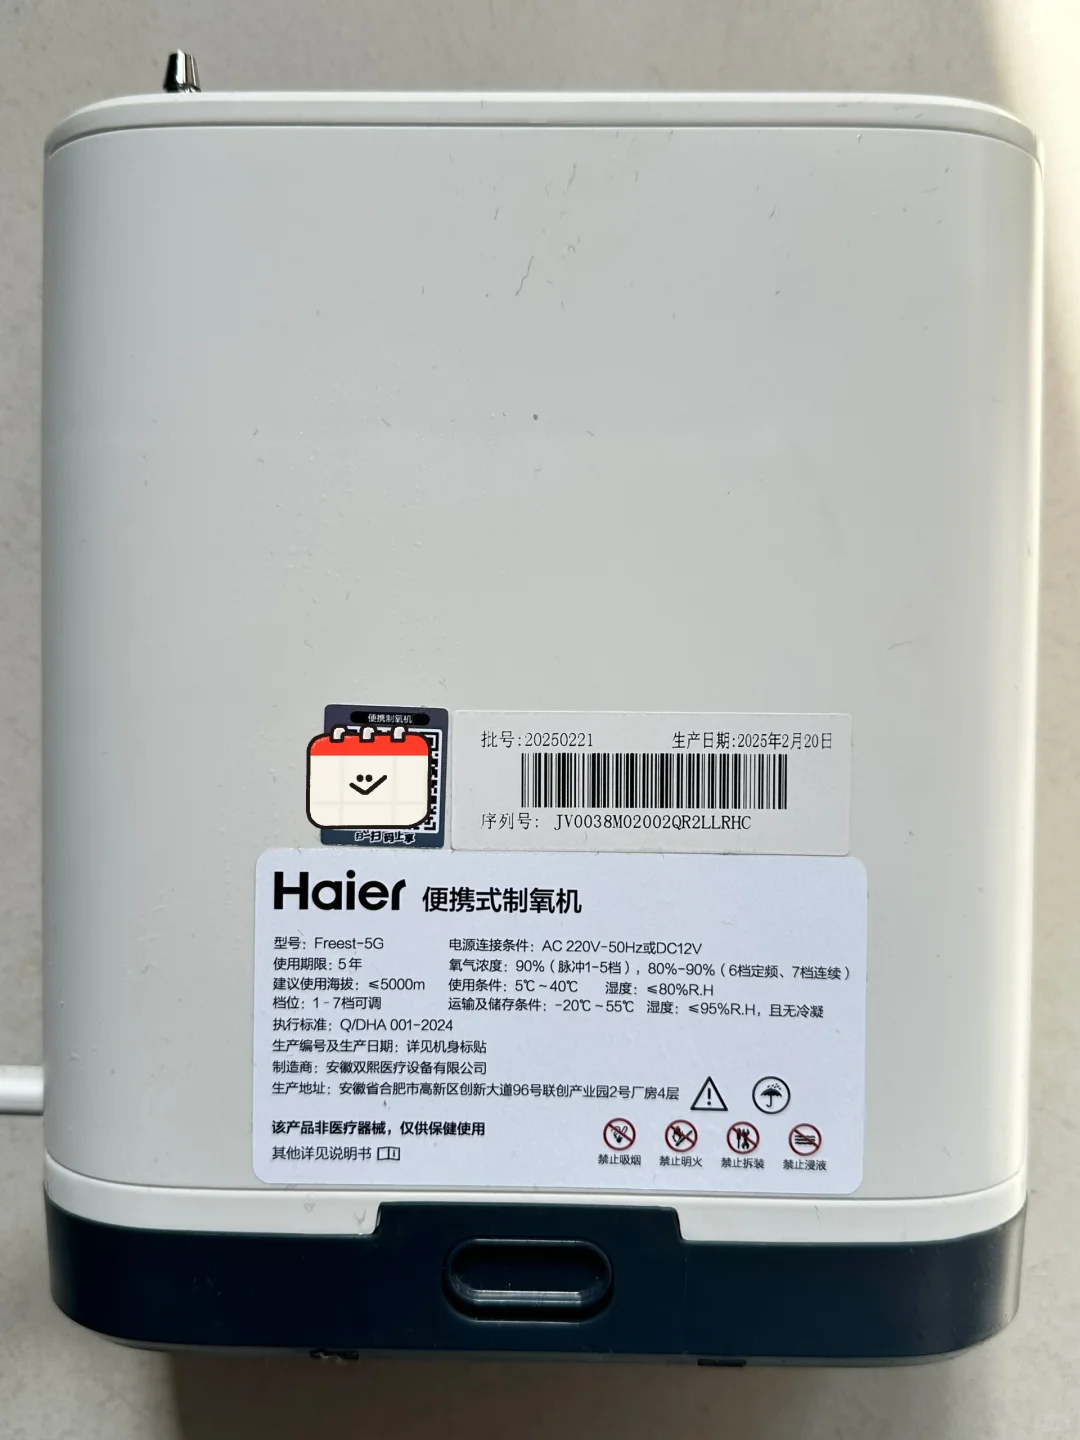 便携制氧机
扫一扫 码上享
批号:20250221 生产日期:2025年2月20日
序列号: JV0038M02002QR2LLRHC
Haier 便携式制氧机
型号: Freest-5G 电源连接条件: AC 220V-50Hz或DC12V
使用期限: 5年 氧气浓度: 90%（脉冲1-5档）, 80%-90%（6档定频、7档连续）
建议使用海拔: ≤5000m 使用条件: 5℃~40℃ 湿度: ≤80%R.H
档位: 1-7档可调 运输及储存条件: -20℃~55℃ 湿度: ≤95%R.H, 且无冷凝
执行标准: Q/DHA 001-2024
生产编号及生产日期: 详见机身标贴
制造商: 安徽双熙医疗设备有限公司
生产地址: 安徽省合肥市高新区创新大道96号联创产业园2号厂房4层
该产品非医疗器械，仅供保健使用
其他详见说明书
禁止吸烟 禁止明火 禁止拆装 禁止浸液